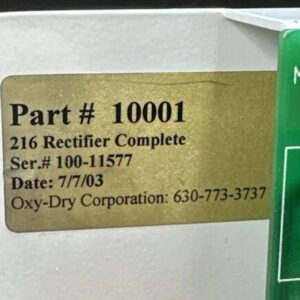 Part # 10001
216 Rectifier Complete
Ser.# 100-11577
Date: 7/7/03
Oxy-Dry Corporation: 630-773-3737